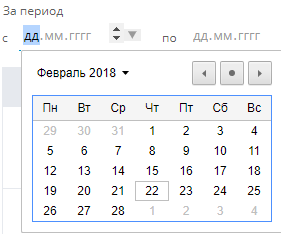 За период
с дд.мм.гггг по дд.мм.гггг
Февраль 2018
Пн Вт Ср Чт Пт Сб Вс
29 30 31 1 2 3 4
5 6 7 8 9 10 11
12 13 14 15 16 17 18
19 20 21 22 23 24 25
26 27 28 1 2 3 4